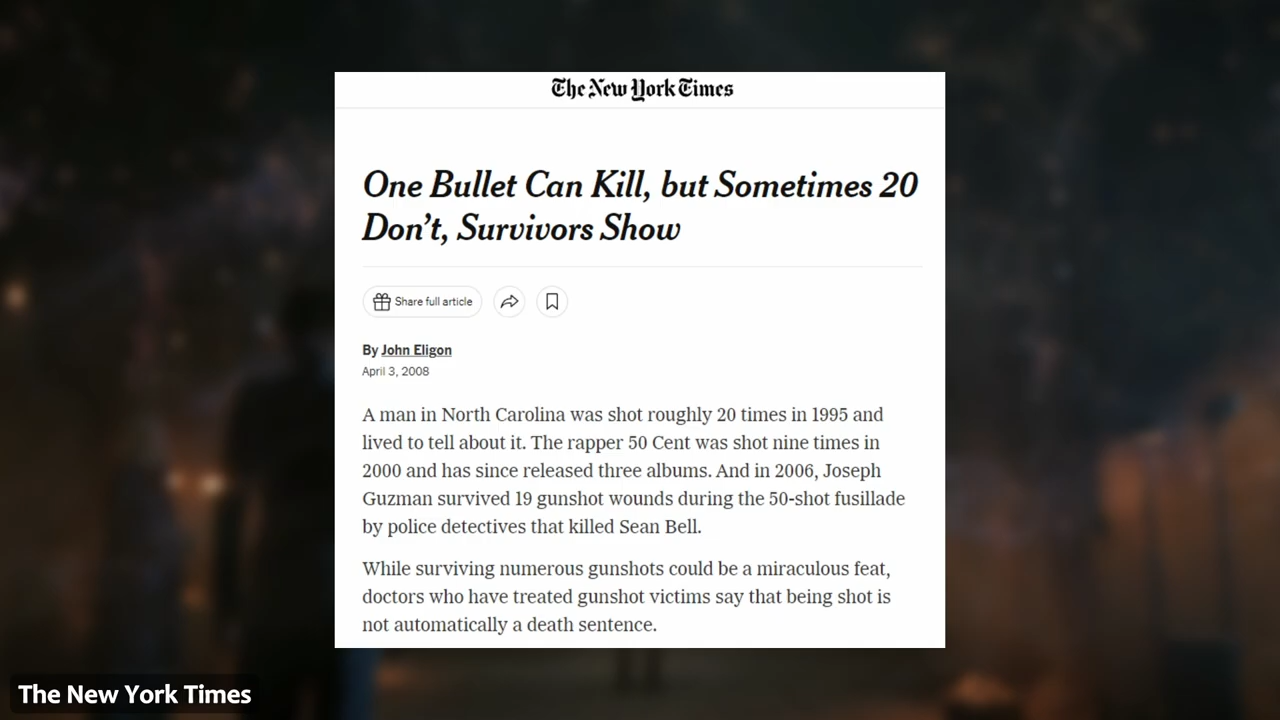 The New York Times
One Bullet Can Kill, but Sometimes 20
Don't, Survivors Show
Share full article
By John Eligon
April 3, 2008
A man in North Carolina was shot roughly 20 times in 1995 and
lived to tell about it. The rapper 50 Cent was shot nine times in
2000 and has since released three albums. And in 2006, Joseph
Guzman survived 19 gunshot wounds during the 50-shot fusillade
by police detectives that killed Sean Bell.
While surviving numerous gunshots could be a miraculous feat,
doctors who have treated gunshot victims say that being shot is
not automatically a death sentence.
The New York Times